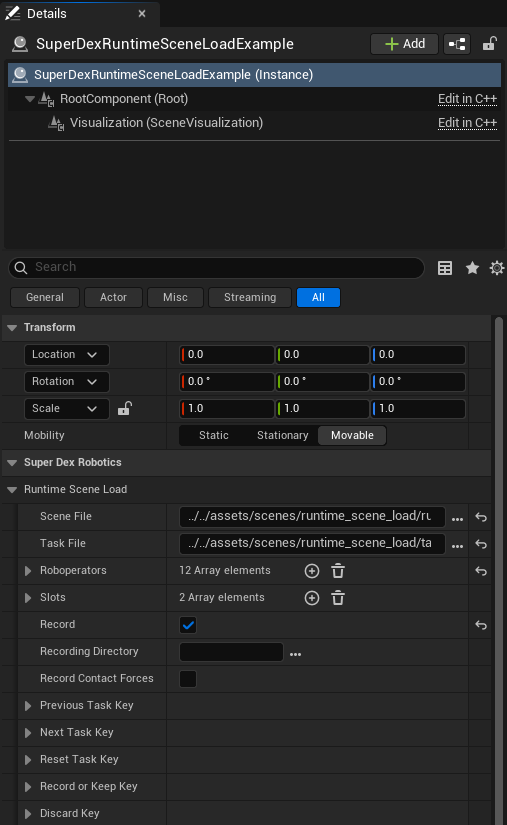 Details
SuperDexRuntimeSceneLoadExample
Add
SuperDexRuntimeSceneLoadExample (Instance)
RootComponent (Root) Edit in C++
Visualization (SceneVisualization) Edit in C++
Search
General Actor Misc Streaming All
Transform
Location 0.0 0.0 0.0
Rotation 0.0 ° 0.0 ° 0.0 °
Scale 1.0 1.0 1.0
Mobility Static Stationary Movable
Super Dex Robotics
Runtime Scene Load
Scene File ../../assets/scenes/runtime_scene_load/ru
Task File ../../assets/scenes/runtime_scene_load/ta
Roboperators 12 Array elements
Slots 2 Array elements
Record
Recording Directory
Record Contact Forces
Previous Task Key
Next Task Key
Reset Task Key
Record or Keep Key
Discard Key